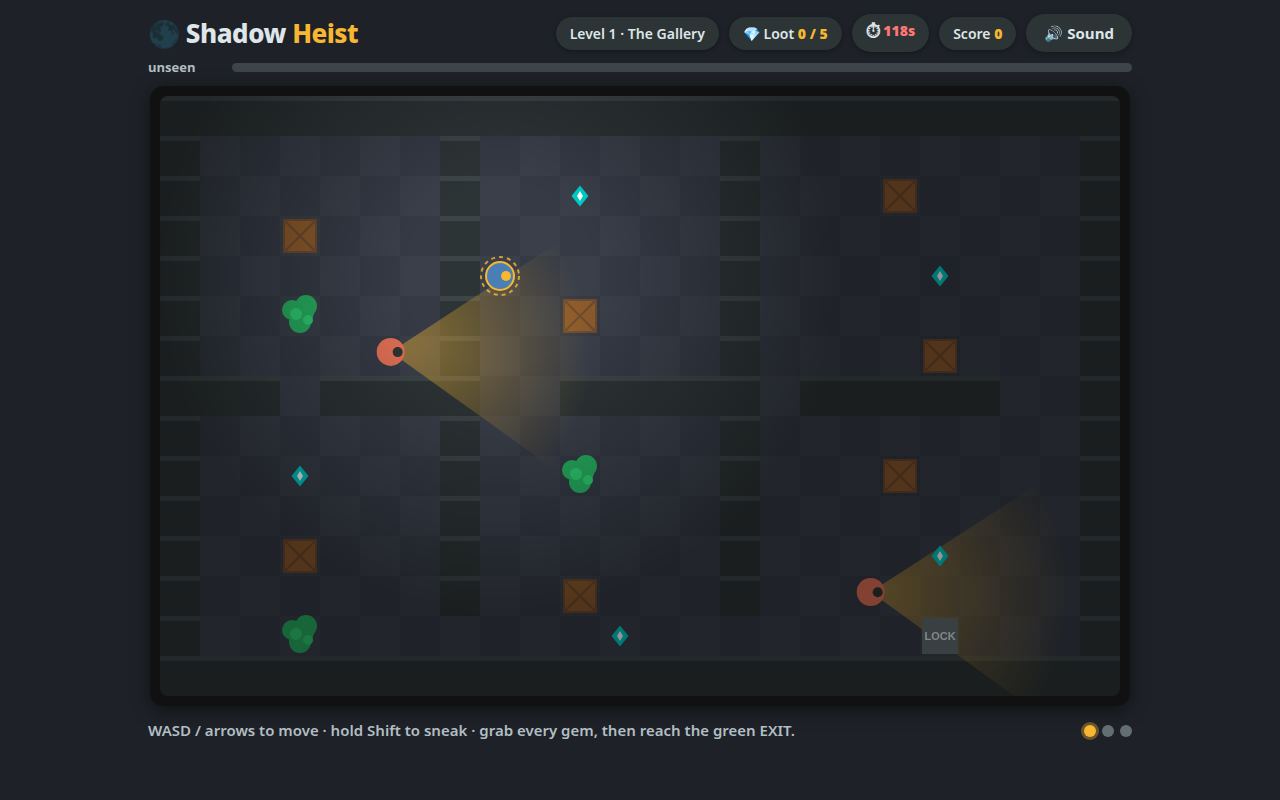 Shadow Heist
Level 1 · The Gallery
💎 Loot 0 / 5
⏱ 118s
Score 0
🔊 Sound
unseen
LOCK
WASD / arrows to move · hold Shift to sneak · grab every gem, then reach the green EXIT.